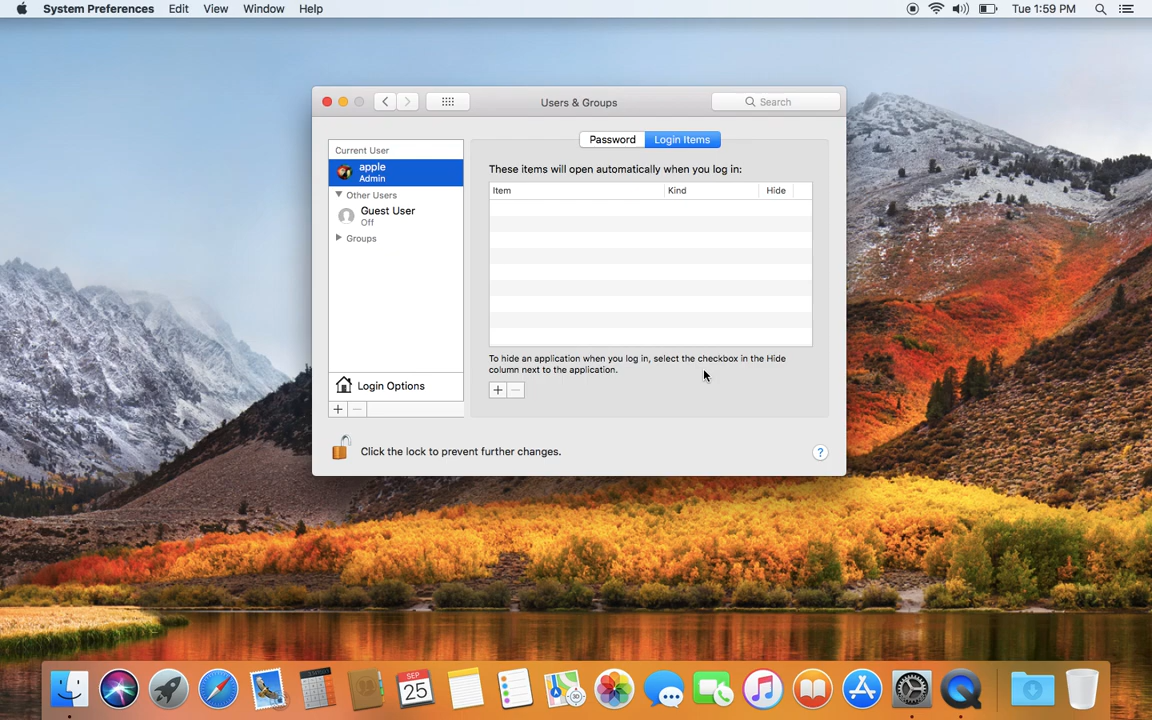 System Preferences Edit View Window Help Tue 1:59 PM
Users & Groups Search
Password Login Items
Current User
apple
Admin
Other Users
Guest User
Off
Groups
Login Options
These items will open automatically when you log in:
Item Kind Hide
To hide an application when you log in, select the checkbox in the Hide
column next to the application.
Click the lock to prevent further changes. ?
SEP
25
3D